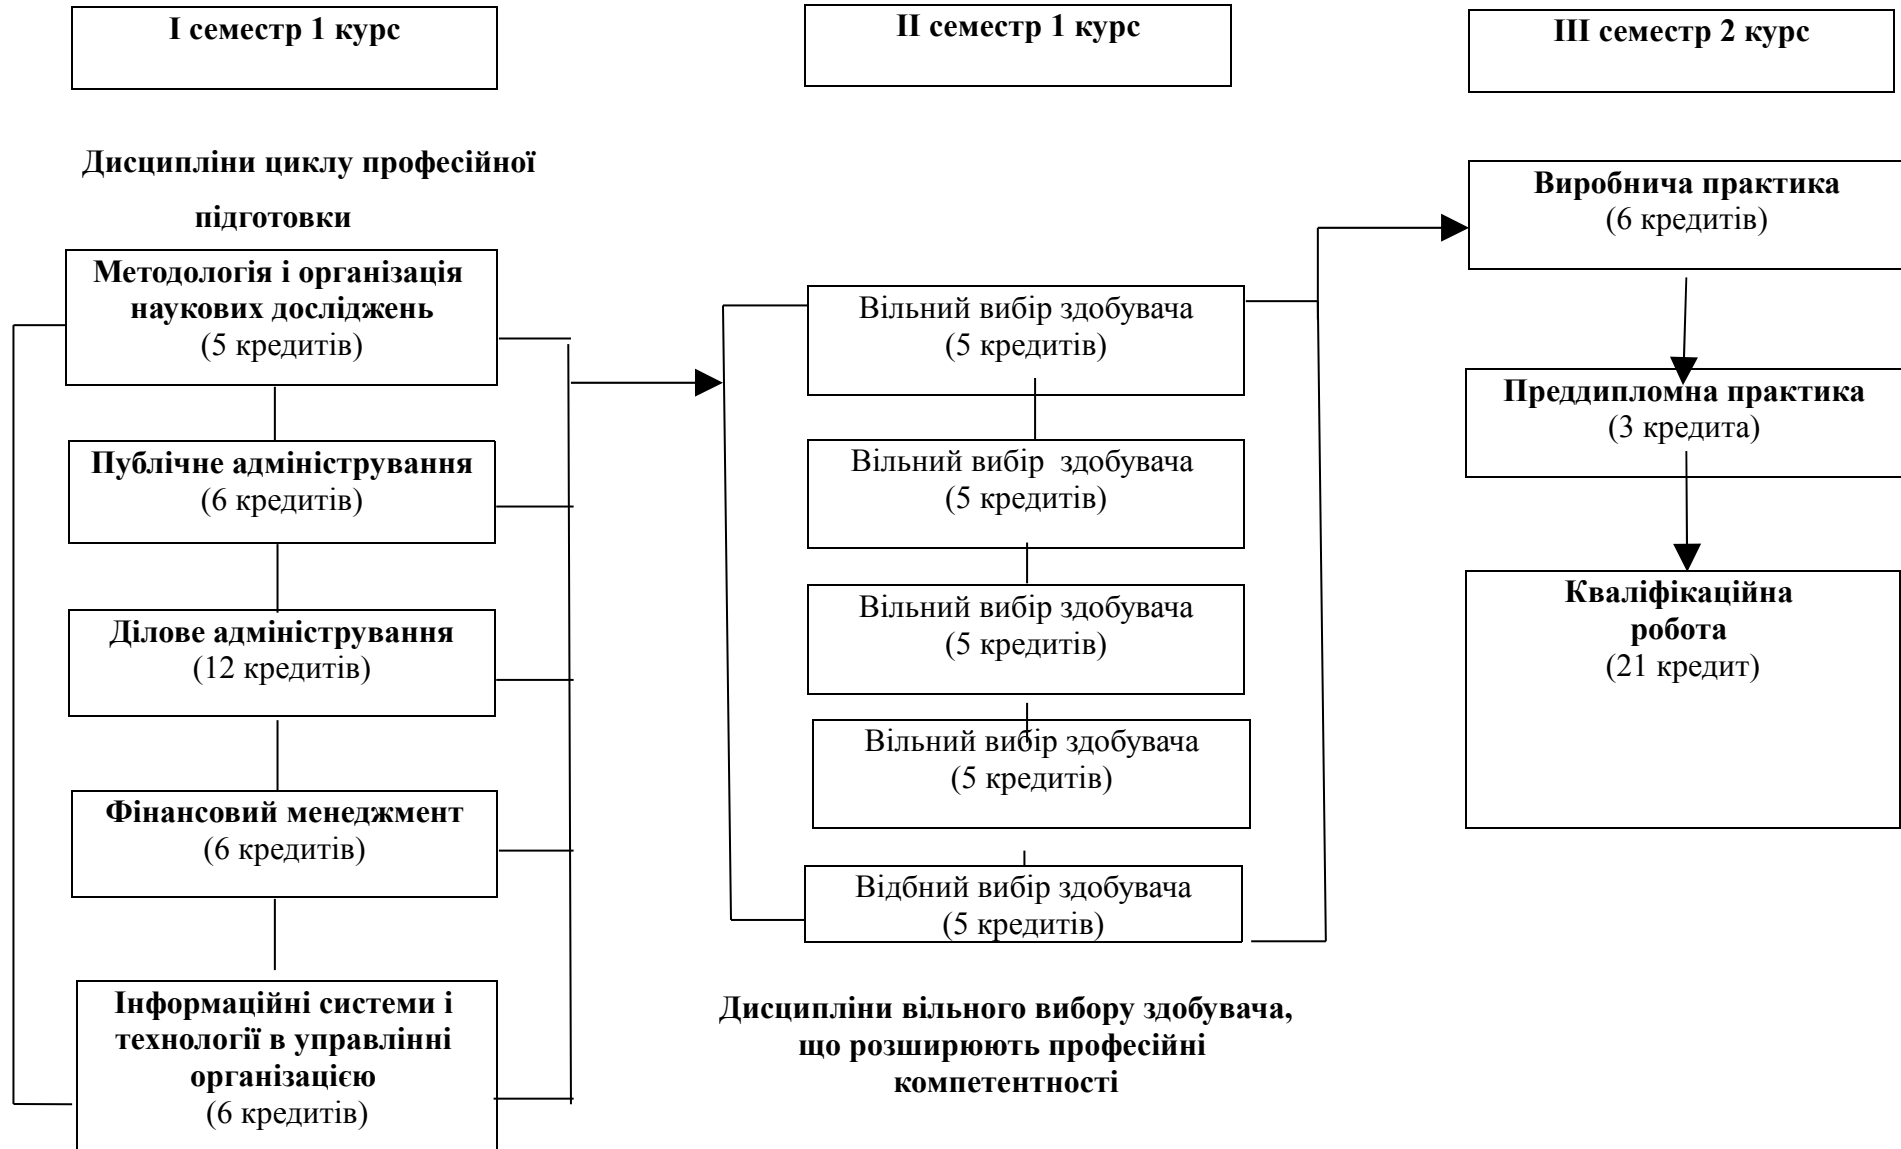 І семестр 1 курс
ІІ семестр 1 курс
ІІІ семестр 2 курс
Дисципліни циклу професійної
підготовки
Методологія і організація
наукових досліджень
(5 кредитів)
Публічне адміністрування
(6 кредитів)
Ділове адміністрування
(12 кредитів)
Фінансовий менеджмент
(6 кредитів)
Інформаційні системи і
технології в управлінні
організацією
(6 кредитів)
Вільний вибір здобувача
(5 кредитів)
Вільний вибір здобувача
(5 кредитів)
Вільний вибір здобувача
(5 кредитів)
Вільний вибір здобувача
(5 кредитів)
Відбний вибір здобувача
(5 кредитів)
Дисципліни вільного вибору здобувача,
що розширюють професійні
компетентності
Виробнича практика
(6 кредитів)
Преддипломна практика
(3 кредита)
Кваліфікаційна
робота
(21 кредит)